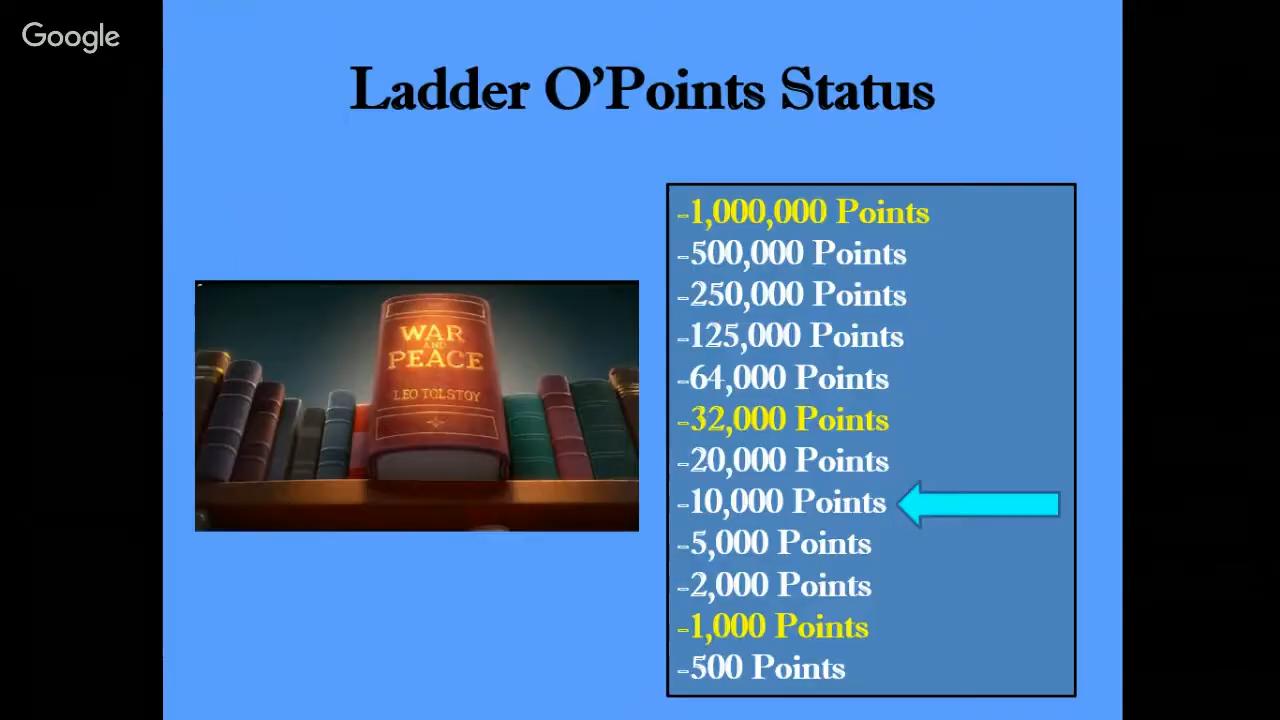 Google
Ladder O'Points Status
WAR
AND
PEACE
LEO TOLSTOY
-1,000,000 Points
-500,000 Points
-250,000 Points
-125,000 Points
-64,000 Points
-32,000 Points
-20,000 Points
-10,000 Points
-5,000 Points
-2,000 Points
-1,000 Points
-500 Points